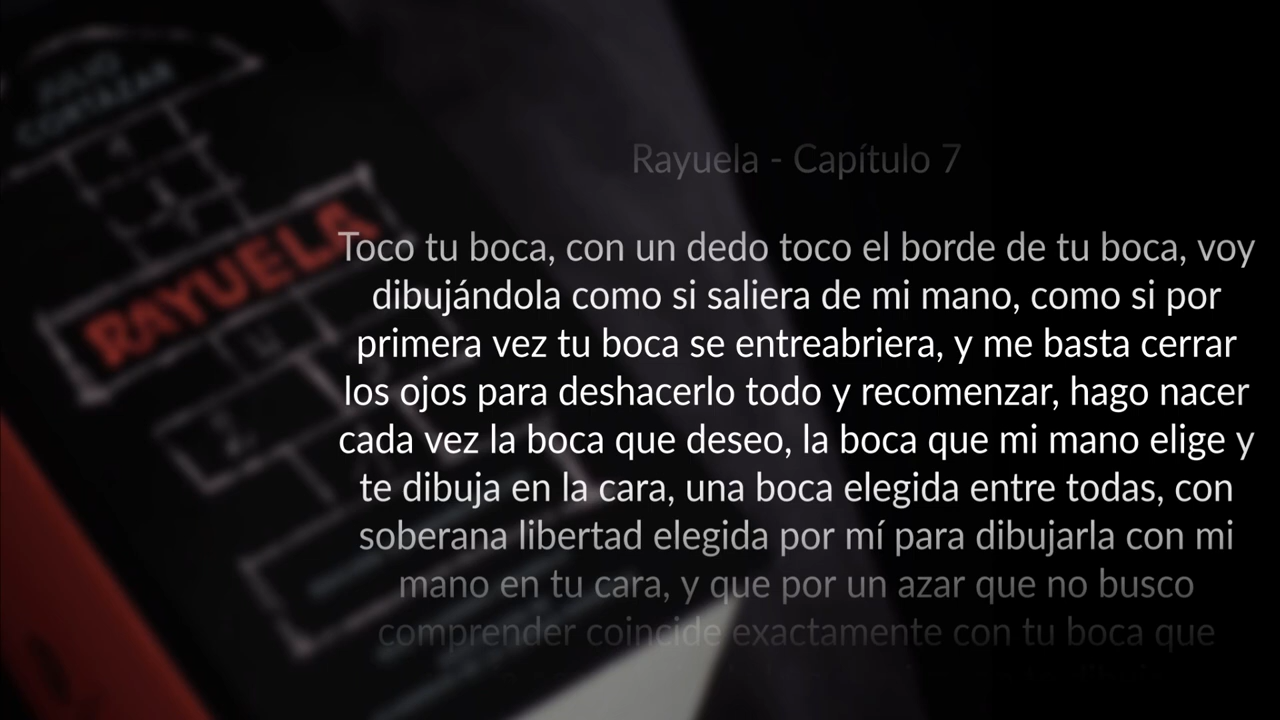 JULIO
CORTÁZAR
RAYUELA
Rayuela - Capítulo 7
Toco tu boca, con un dedo toco el borde de tu boca, voy
dibujándola como si saliera de mi mano, como si por
primera vez tu boca se entreabriera, y me basta cerrar
los ojos para deshacerlo todo y recomenzar, hago nacer
cada vez la boca que deseo, la boca que mi mano elige y
te dibuja en la cara, una boca elegida entre todas, con
soberana libertad elegida por mí para dibujarla con mi
mano en tu cara, y que por un azar que no busco
comprender coincide exactamente con tu boca que